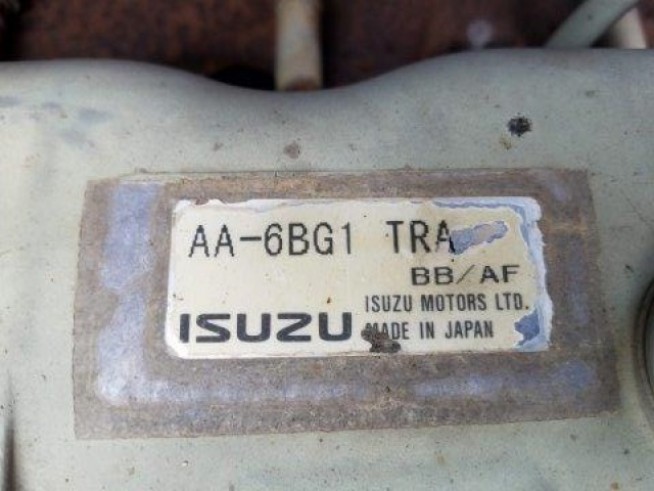 AA-6BG1 TRA
BB/AF
ISUZU MOTORS LTD.
ISUZU MADE IN JAPAN